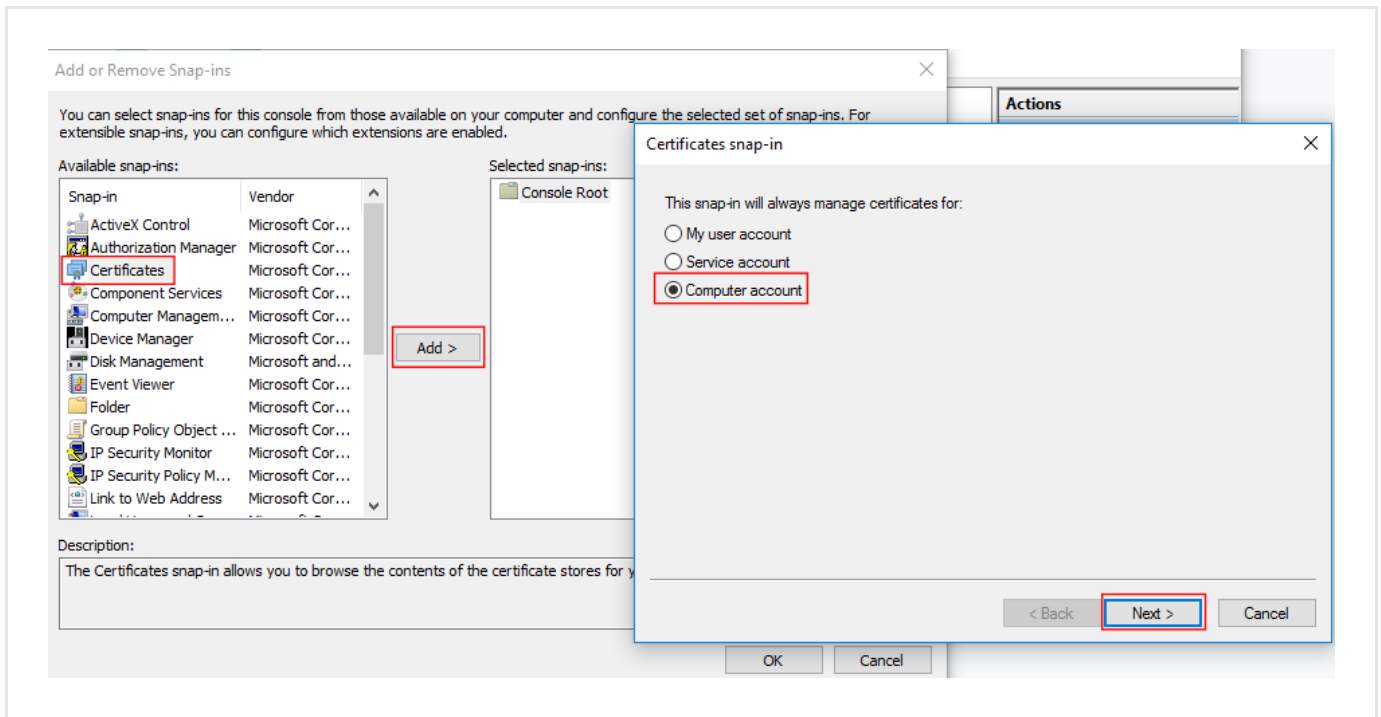 Add or Remove Snap-ins
You can select snap-ins for this console from those available on your computer and configure the selected set of snap-ins. For
extensible snap-ins, you can configure which extensions are enabled.
Available snap-ins:
Snap-in Vendor
ActiveX Control Microsoft Cor...
Authorization Manager Microsoft Cor...
Certificates Microsoft Cor...
Component Services Microsoft Cor...
Computer Managem... Microsoft Cor...
Device Manager Microsoft Cor...
Disk Management Microsoft and...
Event Viewer Microsoft Cor...
Folder Microsoft Cor...
Group Policy Object ... Microsoft Cor...
IP Security Monitor Microsoft Cor...
IP Security Policy M... Microsoft Cor...
Link to Web Address Microsoft Cor...
Add >
Selected snap-ins:
Console Root
Description:
The Certificates snap-in allows you to browse the contents of the certificate stores for
OK Cancel
Actions
Certificates snap-in
This snap-in will always manage certificates for:
My user account
Service account
Computer account
< Back Next > Cancel